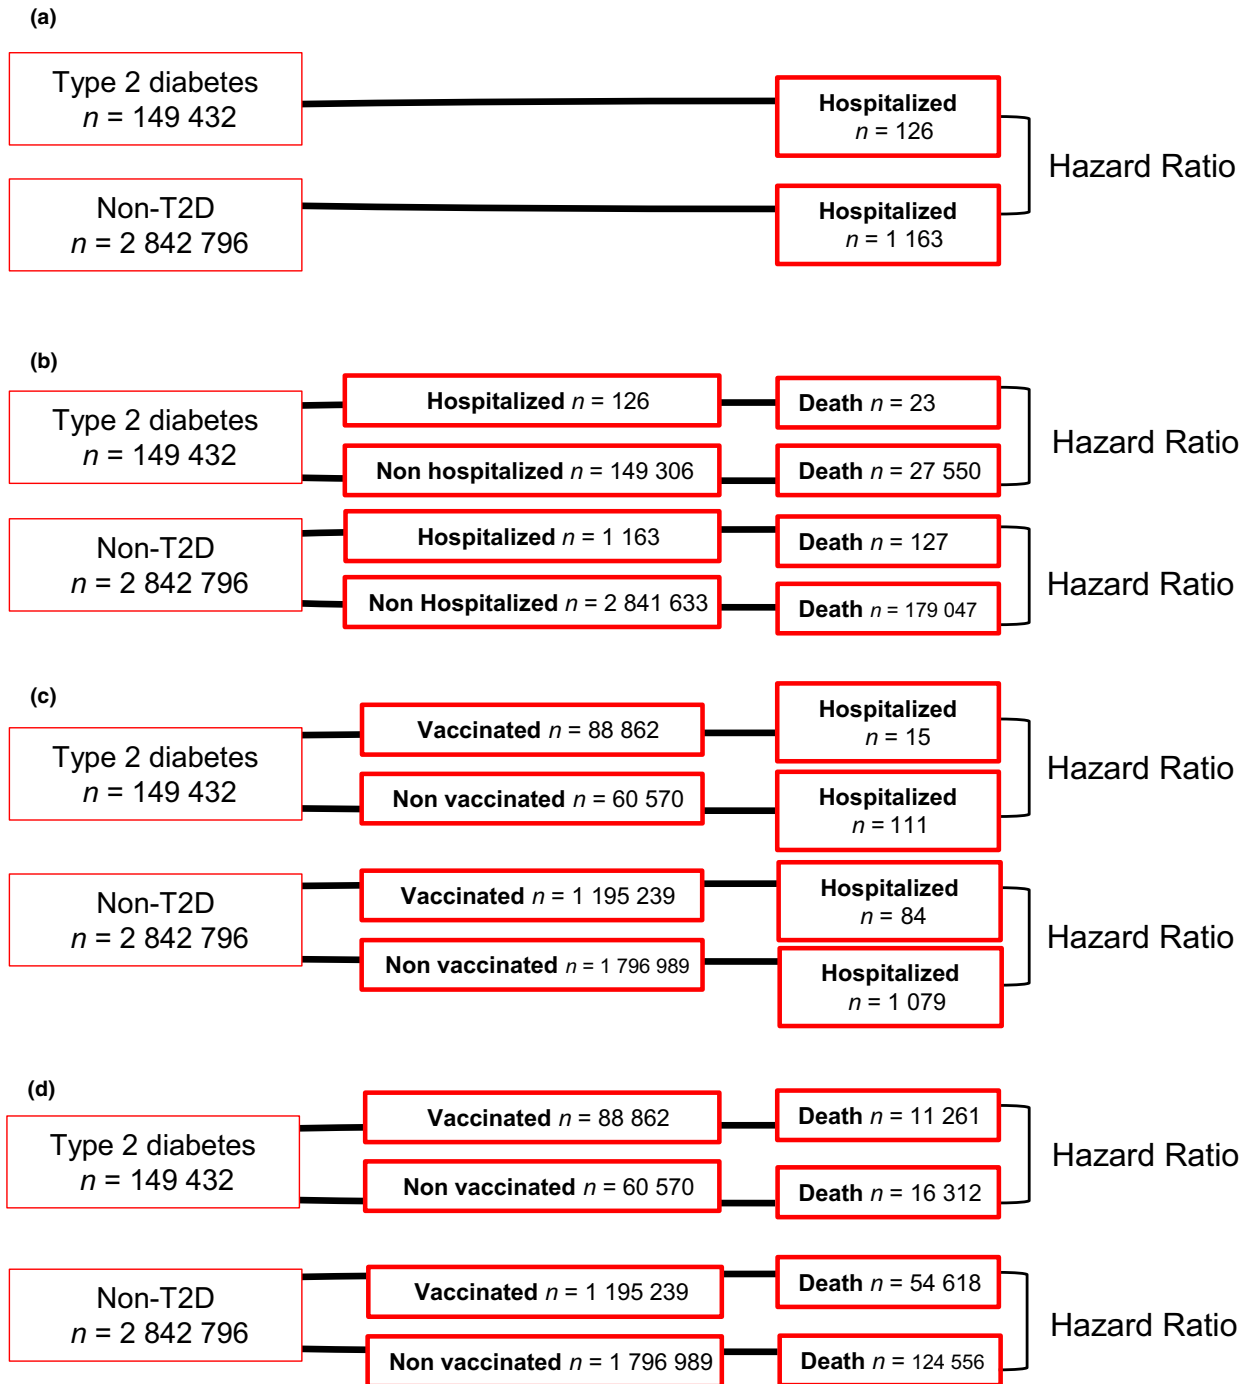 (a)
Type 2 diabetes
n = 149 432
Hospitalized
n = 126
Hazard Ratio
Non-T2D
n = 2 842 796
Hospitalized
n = 1 163
(b)
Type 2 diabetes
n = 149 432
Hospitalized n = 126
Death n = 23
Non hospitalized n = 149 306
Death n = 27 550
Hazard Ratio
Non-T2D
n = 2 842 796
Hospitalized n = 1 163
Death n = 127
Non Hospitalized n = 2 841 633
Death n = 179 047
Hazard Ratio
(c)
Type 2 diabetes
n = 149 432
Vaccinated n = 88 862
Hospitalized
n = 15
Non vaccinated n = 60 570
Hospitalized
n = 111
Hazard Ratio
Non-T2D
n = 2 842 796
Vaccinated n = 1 195 239
Hospitalized
n = 84
Non vaccinated n = 1 796 989
Hospitalized
n = 1 079
Hazard Ratio
(d)
Type 2 diabetes
n = 149 432
Vaccinated n = 88 862
Death n = 11 261
Non vaccinated n = 60 570
Death n = 16 312
Hazard Ratio
Non-T2D
n = 2 842 796
Vaccinated n = 1 195 239
Death n = 54 618
Non vaccinated n = 1 796 989
Death n = 124 556
Hazard Ratio